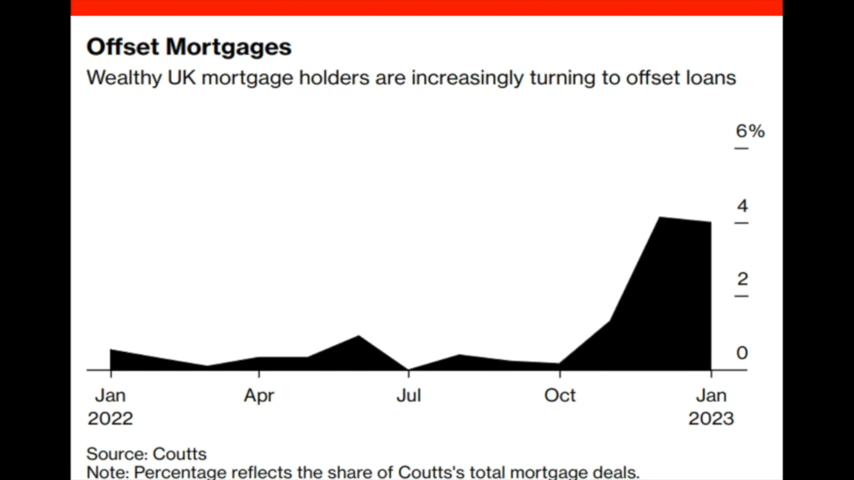 Offset Mortgages
Wealthy UK mortgage holders are increasingly turning to offset loans
6%
4
2
0
Jan Apr Jul Oct Jan
2022 2023
Source: Coutts
Note: Percentage reflects the share of Coutts's total mortgage deals.